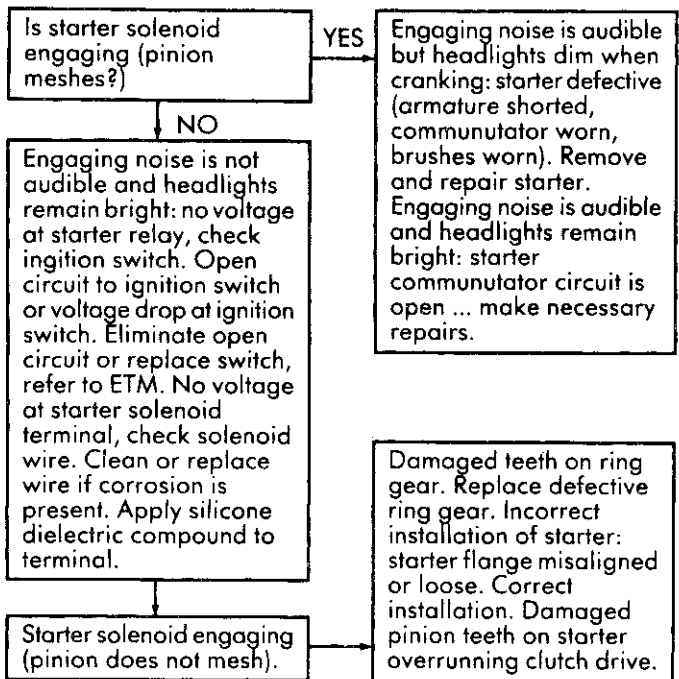 Is starter solenoid
engaging (pinion
meshes?)
YES
Engaging noise is audible
but headlights dim when
cranking: starter defective
(armature shorted,
communutator worn,
brushes worn). Remove
and repair starter.
Engaging noise is audible
and headlights remain
bright: starter
communutator circuit is
open ... make necessary
repairs.
NO
Engaging noise is not
audible and headlights
remain bright: no voltage
at starter relay, check
ingition switch. Open
circuit to ignition switch
or voltage drop at ignition
switch. Eliminate open
circuit or replace switch,
refer to ETM. No voltage
at starter solenoid
terminal, check solenoid
wire. Clean or replace
wire if corrosion is
present. Apply silicone
dielectric compound to
terminal.
Starter solenoid engaging
(pinion does not mesh).
Damaged teeth on ring
gear. Replace defective
ring gear. Incorrect
installation of starter:
starter flange misaligned
or loose. Correct
installation. Damaged
pinion teeth on starter
overrunning clutch drive.